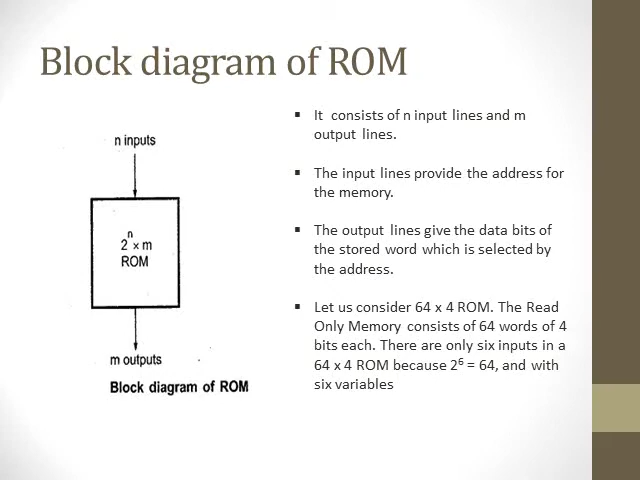 Block diagram of ROM
n inputs
2ⁿ x m
ROM
m outputs
Block diagram of ROM
▪ It consists of n input lines and m
output lines.
▪ The input lines provide the address for
the memory.
▪ The output lines give the data bits of
the stored word which is selected by
the address.
▪ Let us consider 64 x 4 ROM. The Read
Only Memory consists of 64 words of 4
bits each. There are only six inputs in a
64 x 4 ROM because 2⁶ = 64, and with
six variables